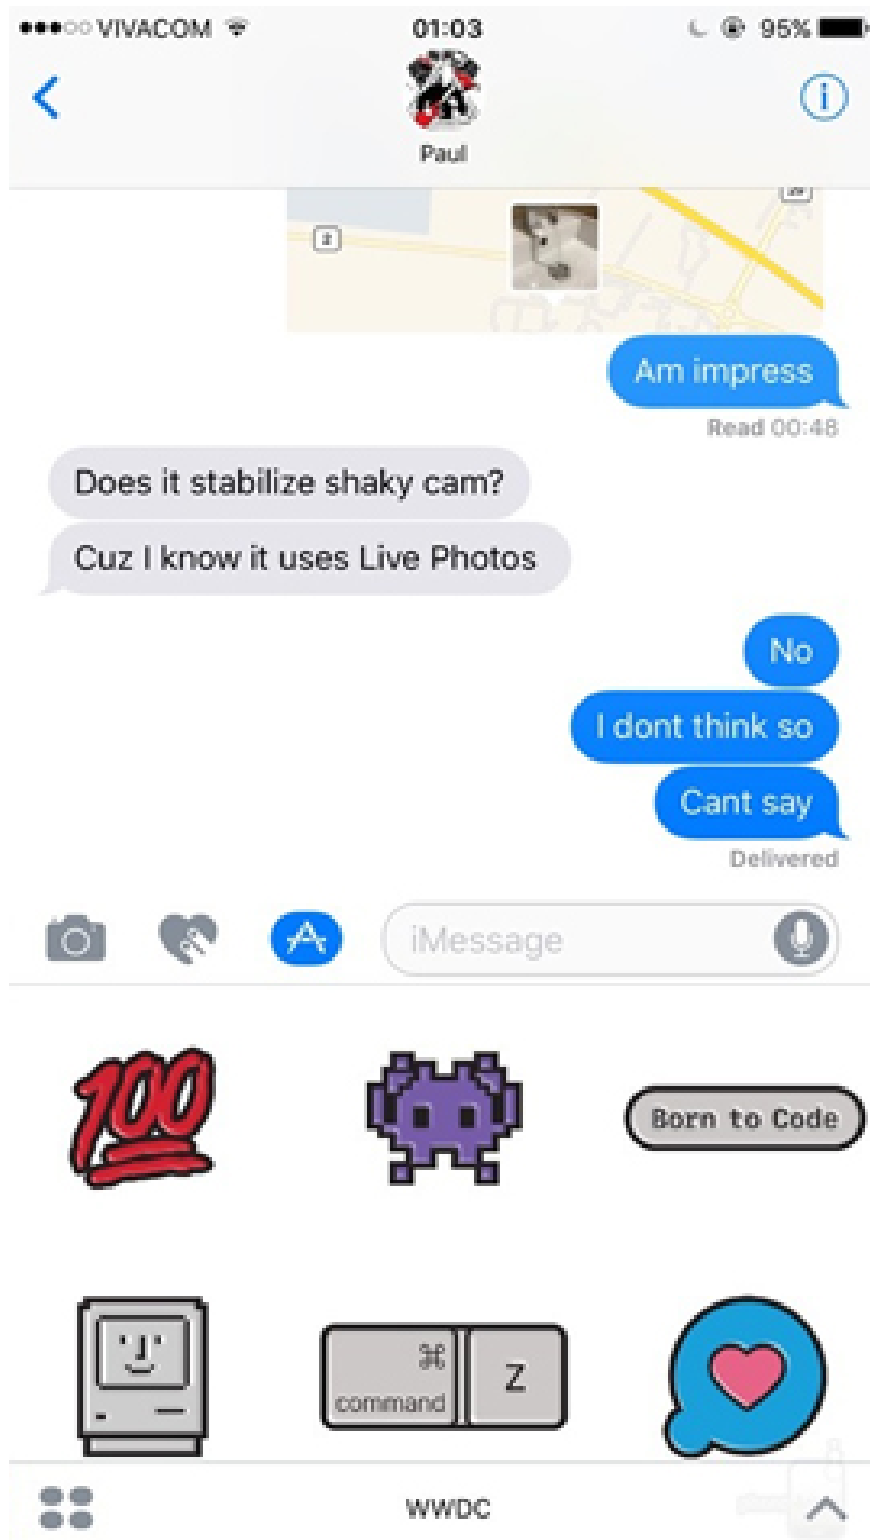 VIVACOM 01:03 95%
Paul
2
Am impress
Read 00:48
Does it stabilize shaky cam?
Cuz I know it uses Live Photos
No
I dont think so
Cant say
Delivered
iMessage
100
Born to Code
⌘
command
Z
WWDC